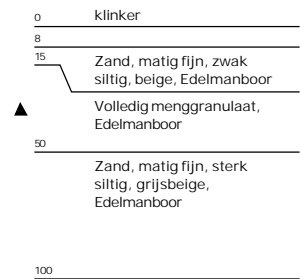 0 klinker
8
15 Zand, matig fijn, zwak
siltig, beige, Edelmanboor
Volledig menggranulaat,
Edelmanboor
50
Zand, matig fijn, sterk
siltig, grijsbeige,
Edelmanboor
100